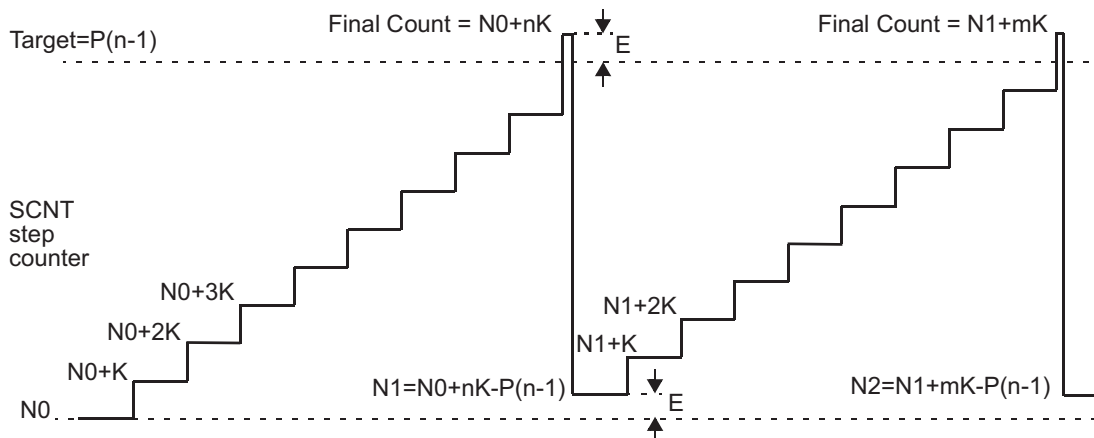 Final Count = N0+nK
Final Count = N1+mK
Target=P(n-1)
E
SCNT
step
counter
N0+3K
N0+2K
N0+K
N0
N1+2K
N1+K
N1=N0+nK-P(n-1)
E
N2=N1+mK-P(n-1)